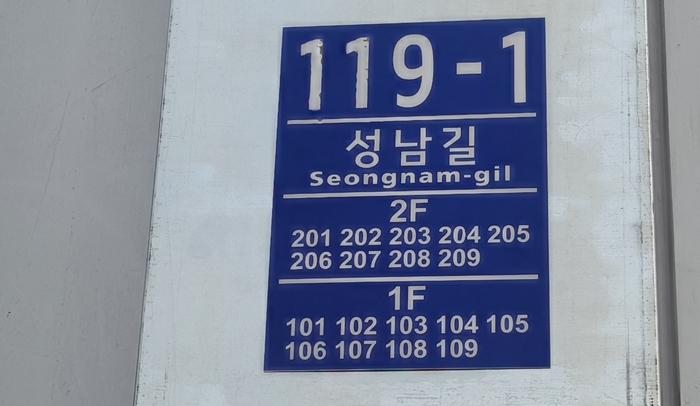 119-1
성남길
Seongnam-gil
2F
201 202 203 204 205
206 207 208 209
1F
101 102 103 104 105
106 107 108 109